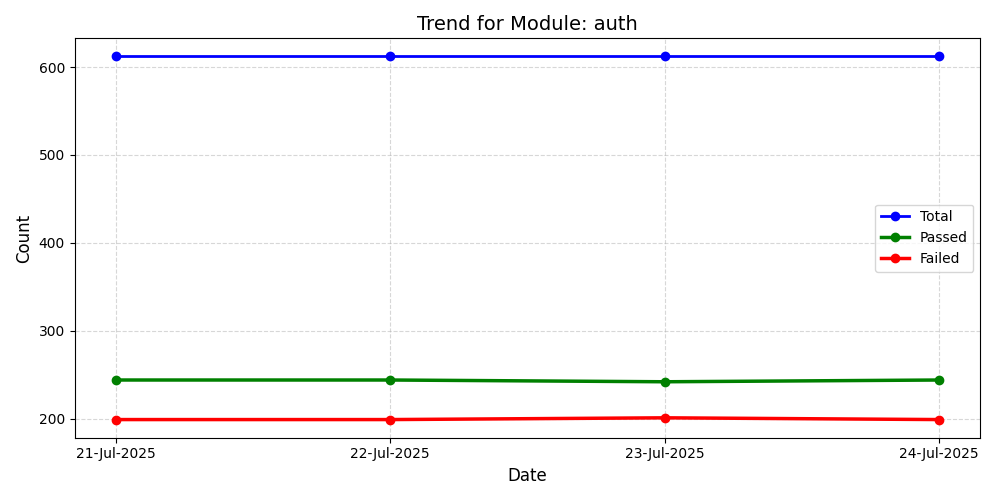 Trend for Module: auth
600
500
400
300
200
Count
Total
Passed
Failed
21-Jul-2025
22-Jul-2025
23-Jul-2025
24-Jul-2025
Date